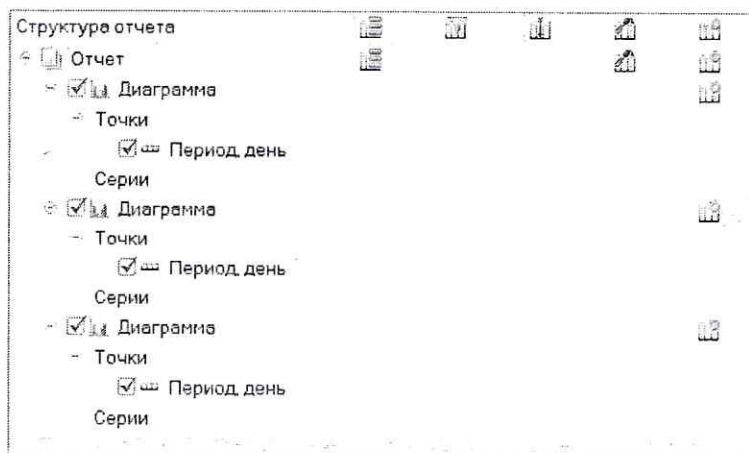 Структура отчета
Отчет
Диаграмма
Точки
Период день
Серии
Диаграмма
Точки
Период день
Серии
Диаграмма
Точки
Период день
Серии